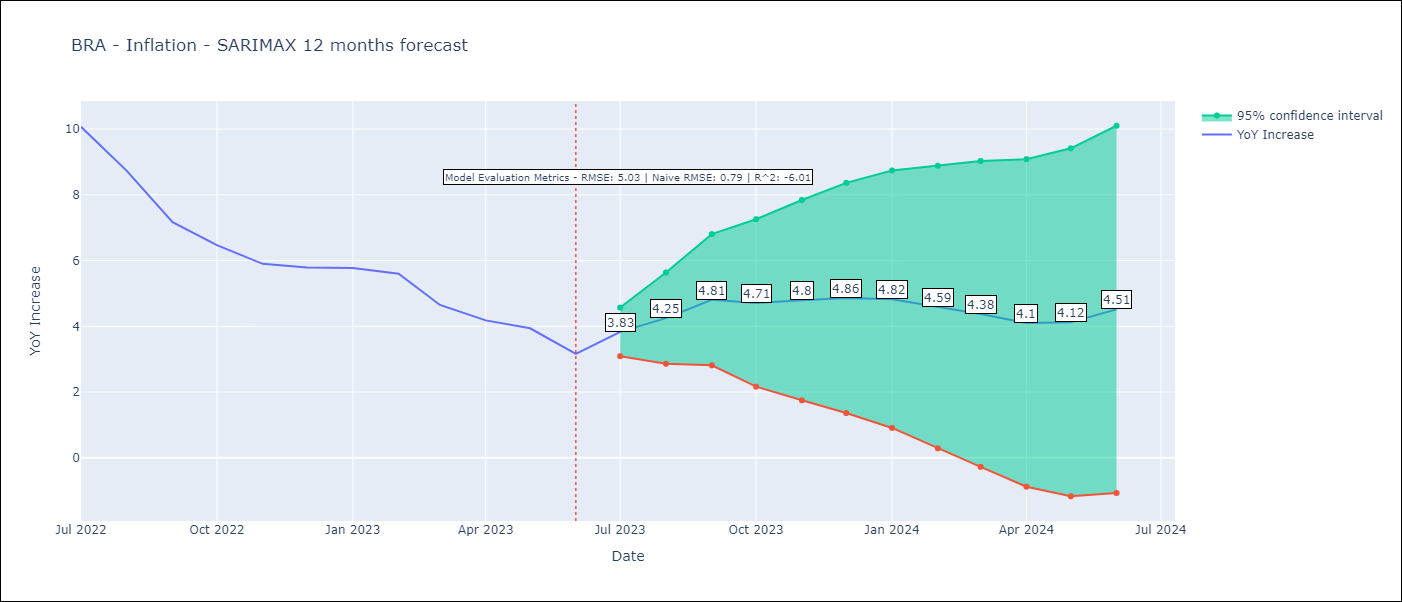 BRA - Inflation - SARIMAX 12 months forecast
95% confidence interval
YoY Increase
Model Evaluation Metrics - RMSE: 5.03 | Naive RMSE: 0.79 | R^2: -6.01
YoY Increase
10
8
6
4
2
0
3.83
4.25
4.81
4.71
4.8
4.86
4.82
4.59
4.38
4.1
4.12
4.51
Jul 2022
Oct 2022
Jan 2023
Apr 2023
Jul 2023
Oct 2023
Jan 2024
Apr 2024
Jul 2024
Date